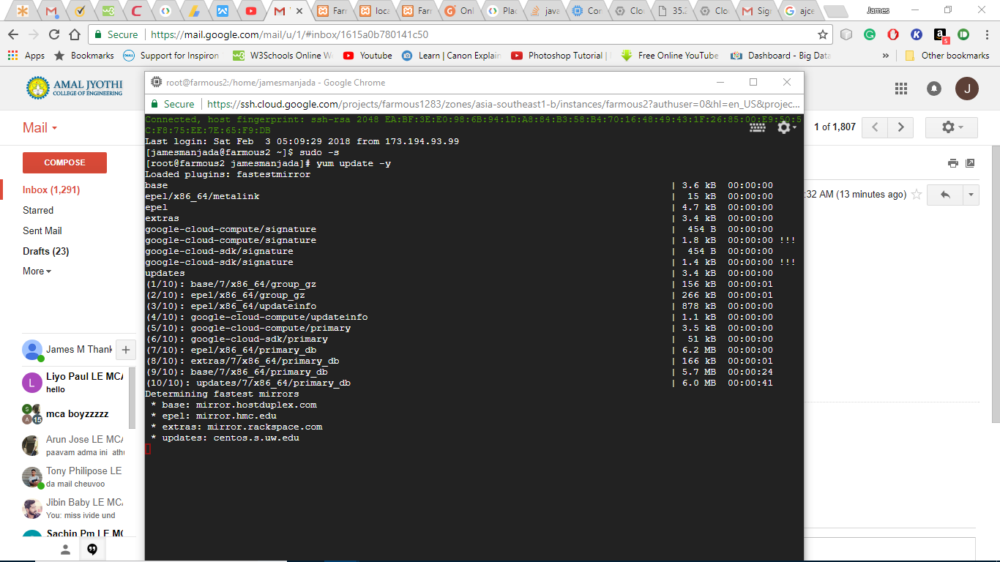 Farr
loca
Farr
Onl
Plac
java
Con
Clo
35.2
Clo
Sign
ajce
James
Secure
https://mail.google.com/mail/u/1/#inbox/1615a0b780141c50
Apps
Bookmarks
Support for Inspiron
W3Schools Online W
Youtube
Learn | Canon Explain
Photoshop Tutorial |
Free Online YouTube
Dashboard - Big Data
»
Other bookmarks
AMAL JYOTHI
COLLEGE OF ENGINEERING
root@farmous2:/home/jamesmanjada - Google Chrome
Secure
https://ssh.cloud.google.com/projects/farmous1283/zones/asia-southeast1-b/instances/farmous2?authuser=0&hl=en_US&projec...
J
Mail
1 of 1,807
COMPOSE
Inbox (1,291)
Starred
Sent Mail
Drafts (23)
More
:32 AM (13 minutes ago)
Connected, host fingerprint: ssh-rsa 2048 EA:BF:3E:E0:98:6B:94:1D:A8:84:B3:58:B4:70:16:48:49:43:1F:26:85:00:E9:50:5
C:F8:75:EE:7E:65:F9:DB
Last login: Sat Feb  3 05:09:29 2018 from 173.194.93.99
[jamesmanjada@farmous2 ~]$ sudo -s
[root@farmous2 jamesmanjada]# yum update -y
Loaded plugins: fastestmirror
base | 3.6 kB 00:00:00
epel/x86_64/metalink | 15 kB 00:00:00
epel | 4.7 kB 00:00:00
extras | 3.4 kB 00:00:00
google-cloud-compute/signature | 454 B 00:00:00
google-cloud-compute/signature | 1.8 kB 00:00:00 !!!
google-cloud-sdk/signature | 454 B 00:00:00
google-cloud-sdk/signature | 1.4 kB 00:00:00 !!!
updates | 3.4 kB 00:00:00
(1/10): base/7/x86_64/group_gz | 156 kB 00:00:01
(2/10): epel/x86_64/group_gz | 266 kB 00:00:01
(3/10): epel/x86_64/updateinfo | 878 kB 00:00:00
(4/10): google-cloud-compute/updateinfo | 1.1 kB 00:00:00
(5/10): google-cloud-compute/primary | 3.5 kB 00:00:00
(6/10): google-cloud-sdk/primary | 51 kB 00:00:00
(7/10): epel/x86_64/primary_db | 6.2 MB 00:00:00
(8/10): extras/7/x86_64/primary_db | 166 kB 00:00:01
(9/10): base/7/x86_64/primary_db | 5.7 MB 00:00:24
(10/10): updates/7/x86_64/primary_db | 6.0 MB 00:00:41
Determining fastest mirrors
* base: mirror.hostduplex.com
* epel: mirror.hmc.edu
* extras: mirror.rackspace.com
* updates: centos.s.uw.edu
James M Thank
L
Liyo Paul LE MCA
hello
S
A
15
mca boyzzzzz
Arun Jose LE MC
paavam adma ini athu
Tony Philipose LE
da mail cheuvoo
Jibin Baby LE MC
You: miss ivide und
Sachin Pm LE MC